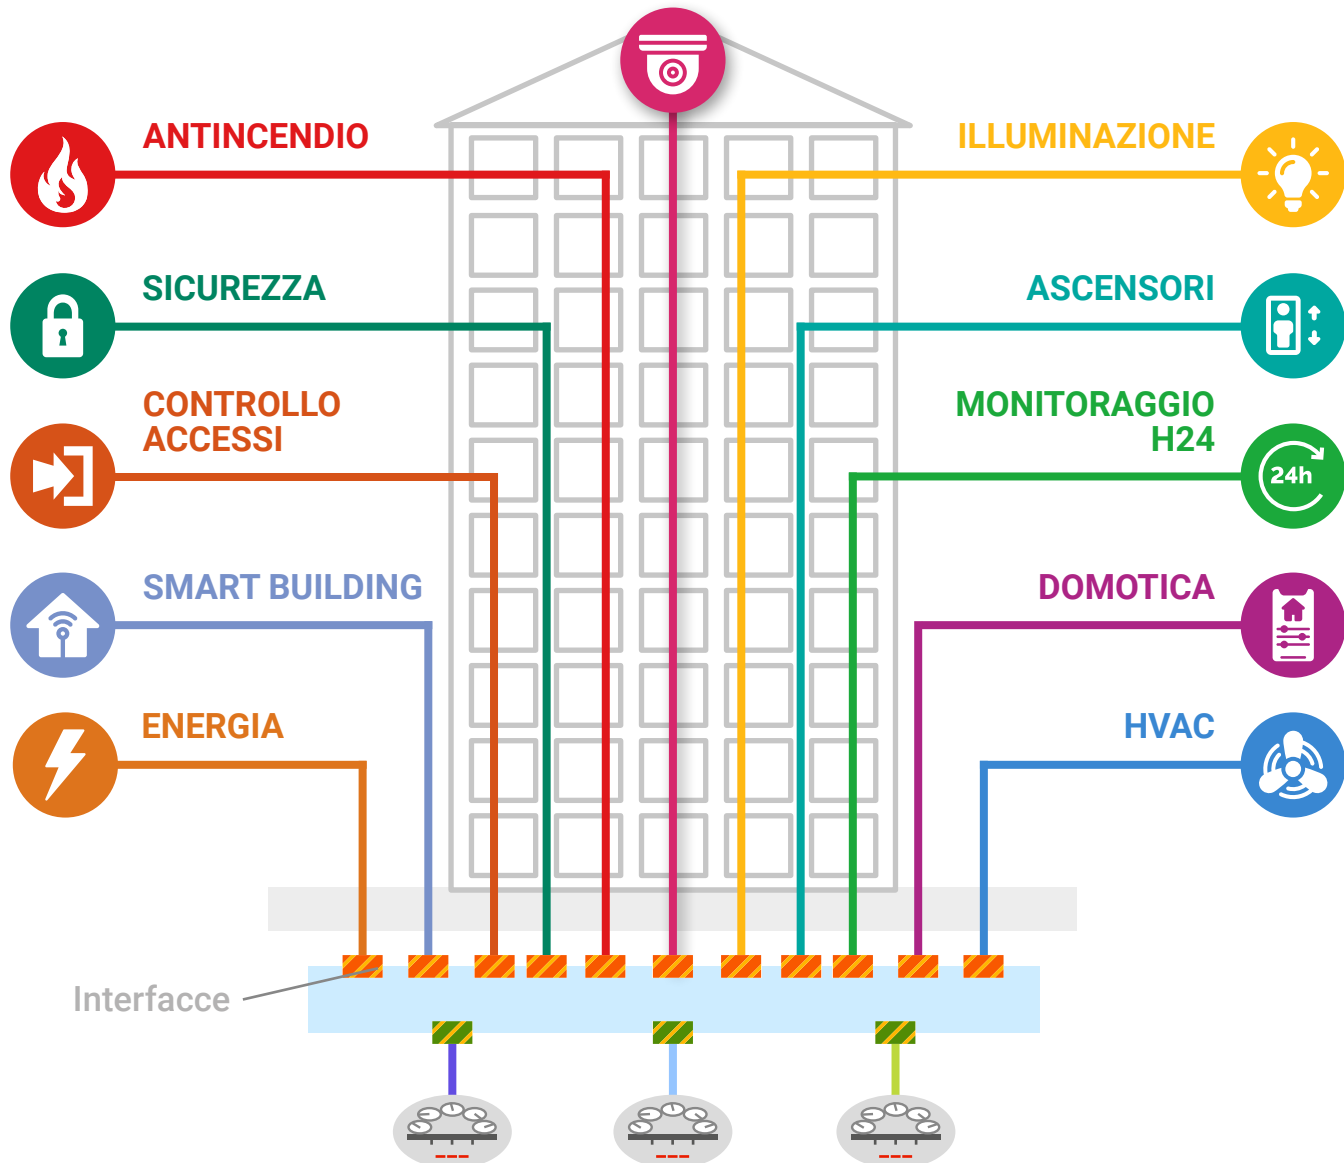 ANTINCENDIO
ILLUMINAZIONE
SICUREZZA
ASCENSORI
CONTROLLO
ACCESSI
MONITORAGGIO
H24
24h
SMART BUILDING
DOMOTICA
ENERGIA
HVAC
Interfacce